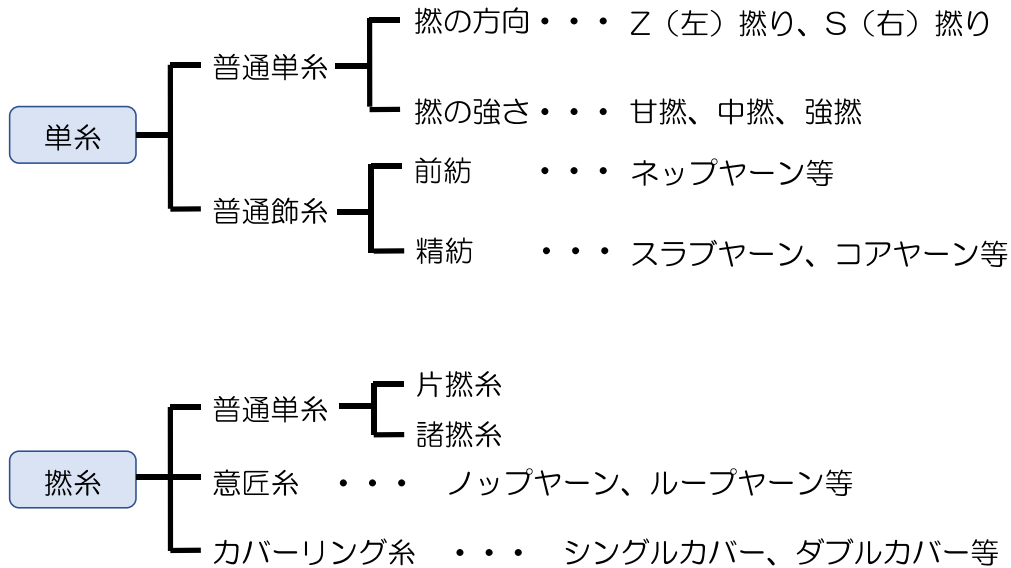 単糸
普通単糸
撚の方向・・・ Z（左）撚り、S（右）撚り
撚の強さ・・・ 甘撚、中撚、強撚
普通飾糸
前紡 ・・・ ネップヤーン等
精紡 ・・・ スラブヤーン、コアヤーン等
撚糸
普通単糸
片撚糸
諸撚糸
意匠糸 ・・・ ノップヤーン、ループヤーン等
カバーリング糸 ・・・ シングルカバー、ダブルカバー等